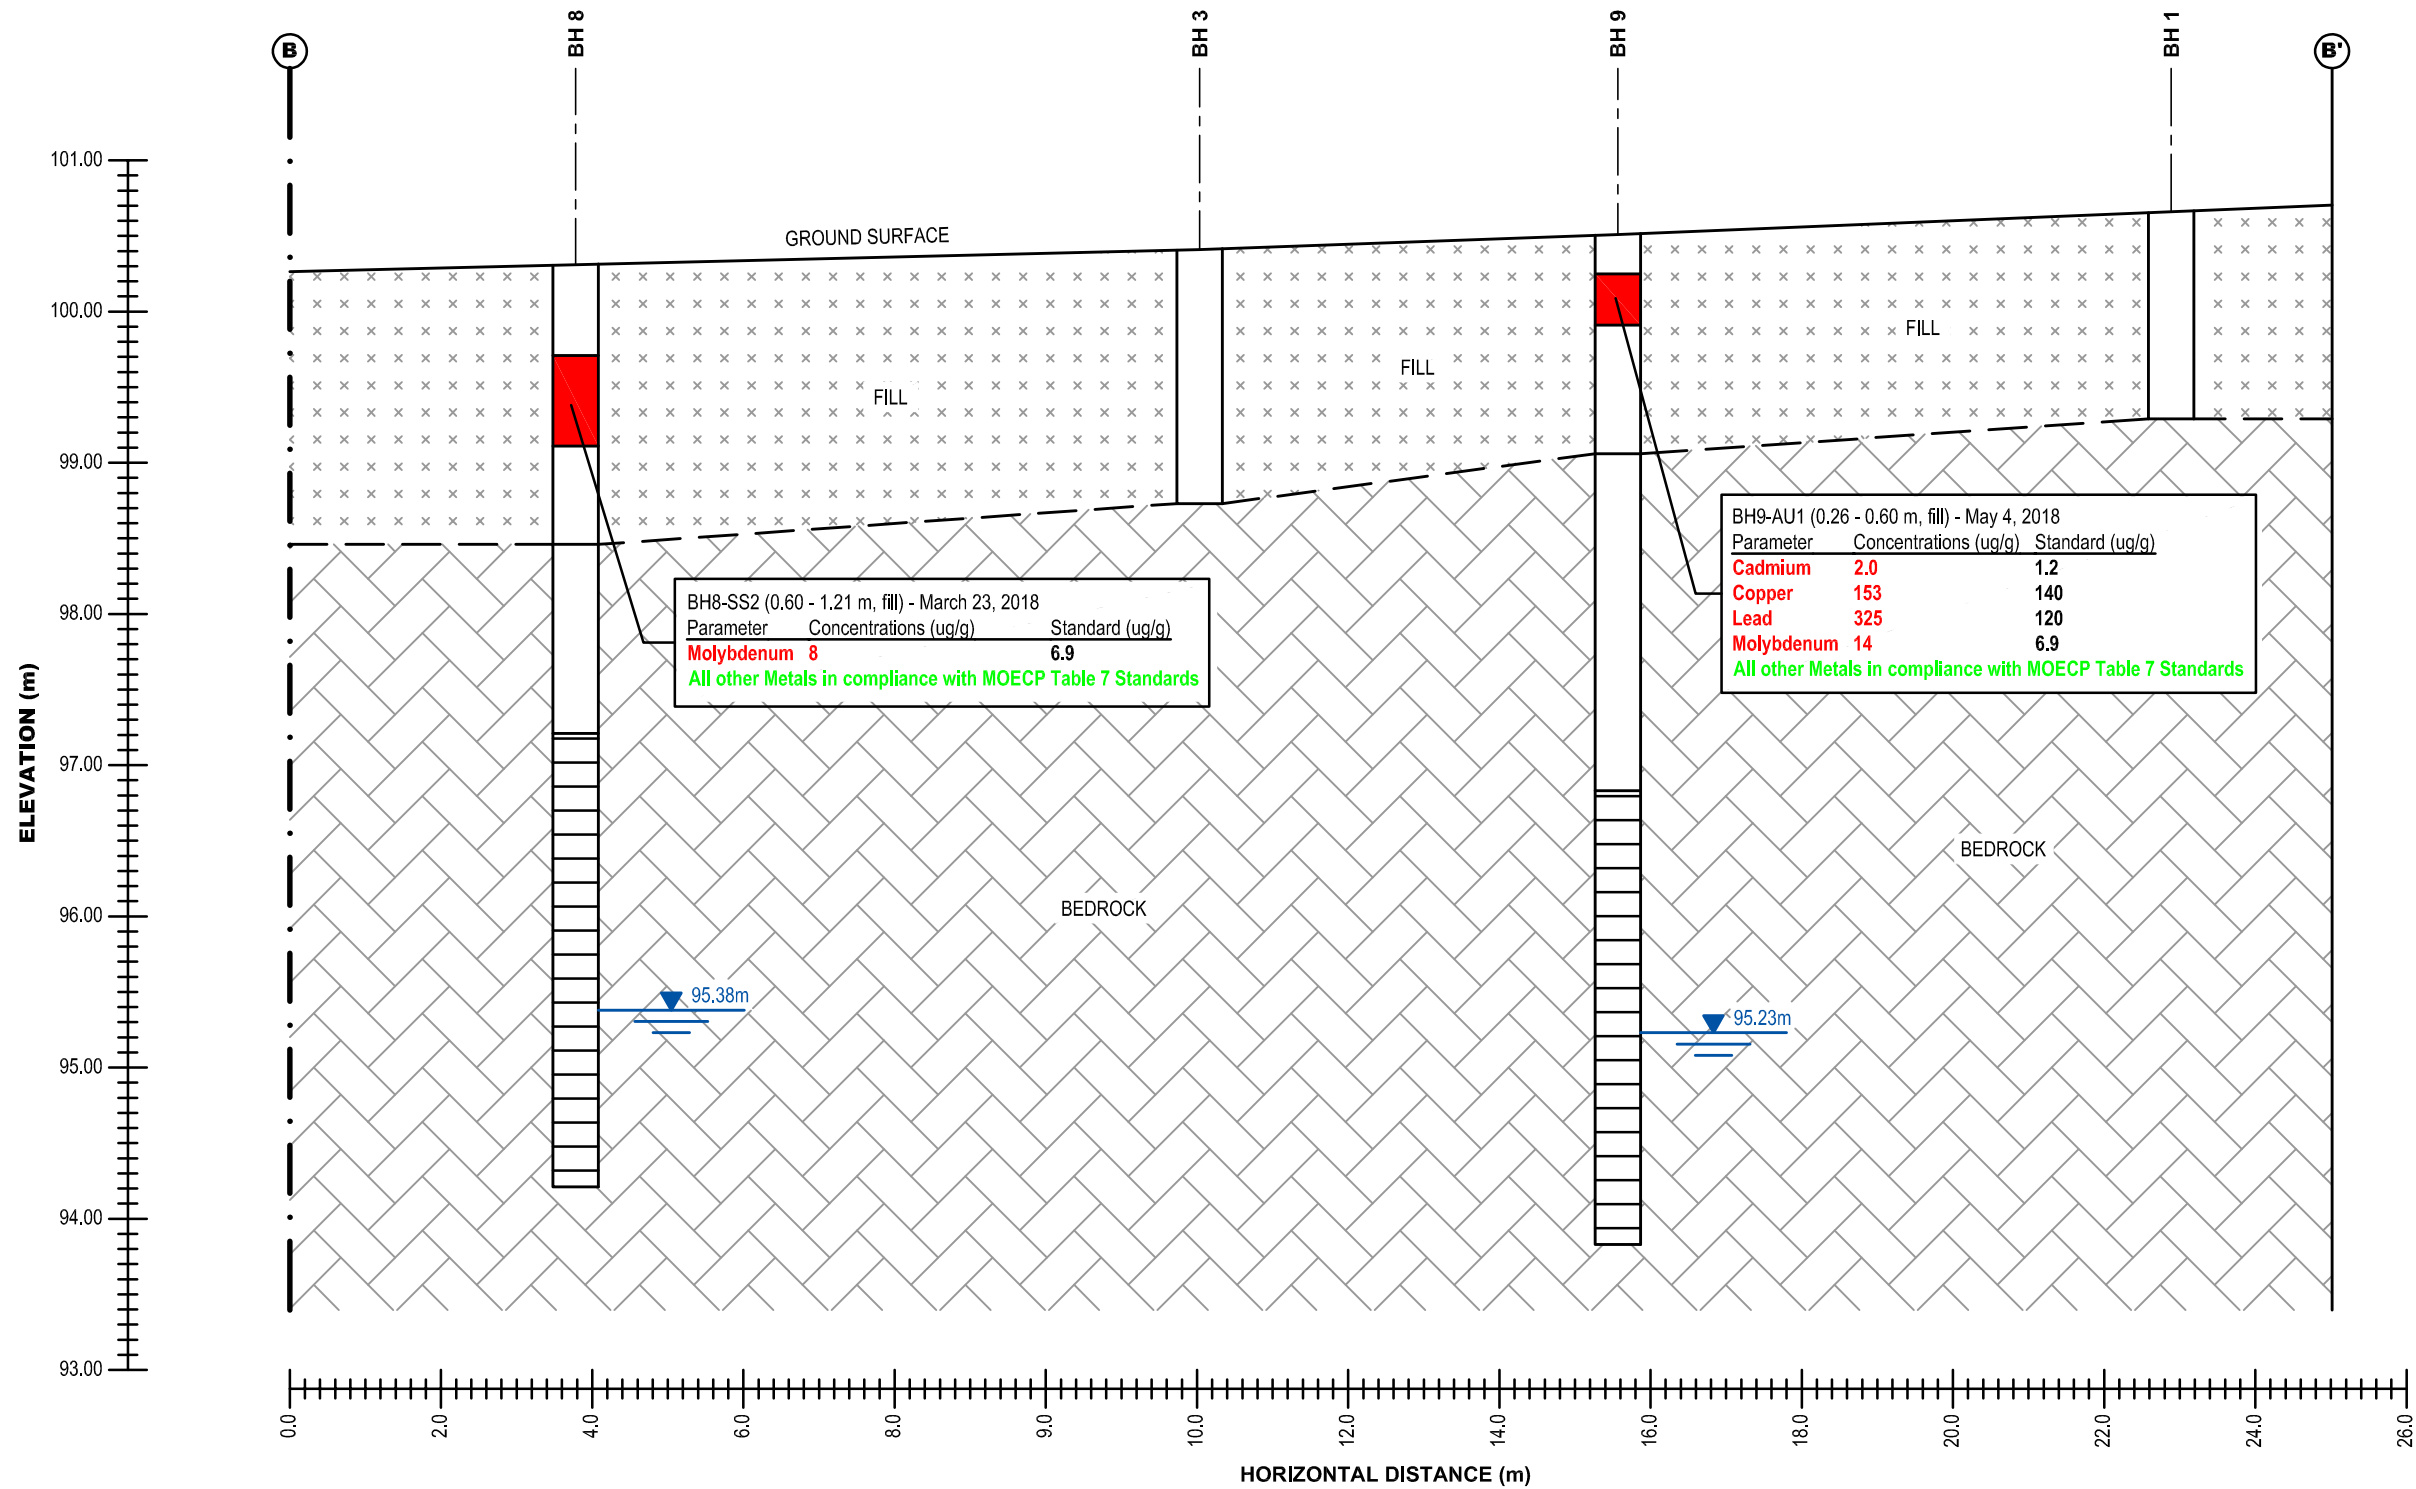 B
BH 8
BH 3
BH 9
BH 1
B'
GROUND SURFACE
101.00
100.00
99.00
98.00
97.00
96.00
95.00
94.00
93.00
ELEVATION (m)
FILL
FILL
FILL
BH8-SS2 (0.60 - 1.21 m, fill) - March 23, 2018
Parameter Concentrations (ug/g) Standard (ug/g)
Molybdenum 8 6.9
All other Metals in compliance with MOECP Table 7 Standards
BH9-AU1 (0.26 - 0.60 m, fill) - May 4, 2018
Parameter Concentrations (ug/g) Standard (ug/g)
Cadmium 2.0 1.2
Copper 153 140
Lead 325 120
Molybdenum 14 6.9
All other Metals in compliance with MOECP Table 7 Standards
BEDROCK
BEDROCK
95.38m
95.23m
0.0
2.0
4.0
6.0
8.0
9.0
10.0
12.0
14.0
16.0
18.0
20.0
22.0
24.0
26.0
HORIZONTAL DISTANCE (m)